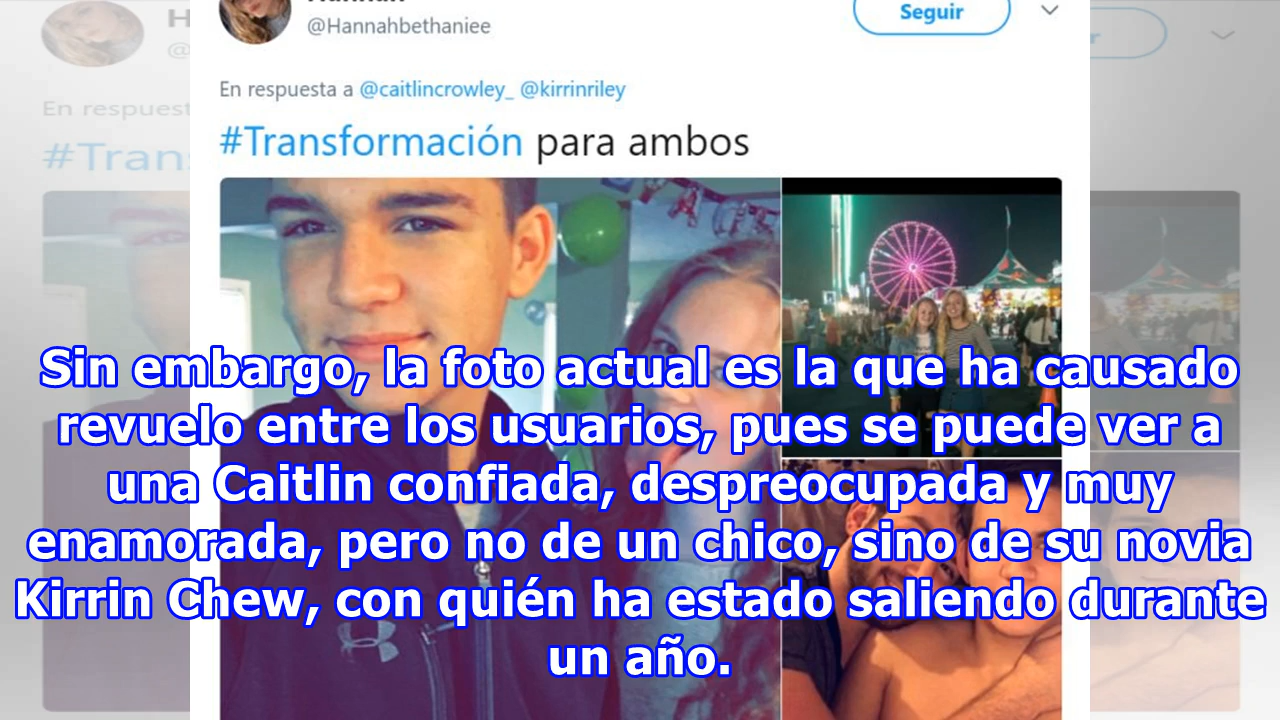 @Hannahbethaniee
Seguir
En respuesta a @caitlincrowley_ @kirrinriley
#Transformación para ambos
Sin embargo, la foto actual es la que ha causado
revuelo entre los usuarios, pues se puede ver a
una Caitlin confiada, despreocupada y muy
enamorada, pero no de un chico, sino de su novia
Kirrin Chew, con quién ha estado saliendo durante
un año.